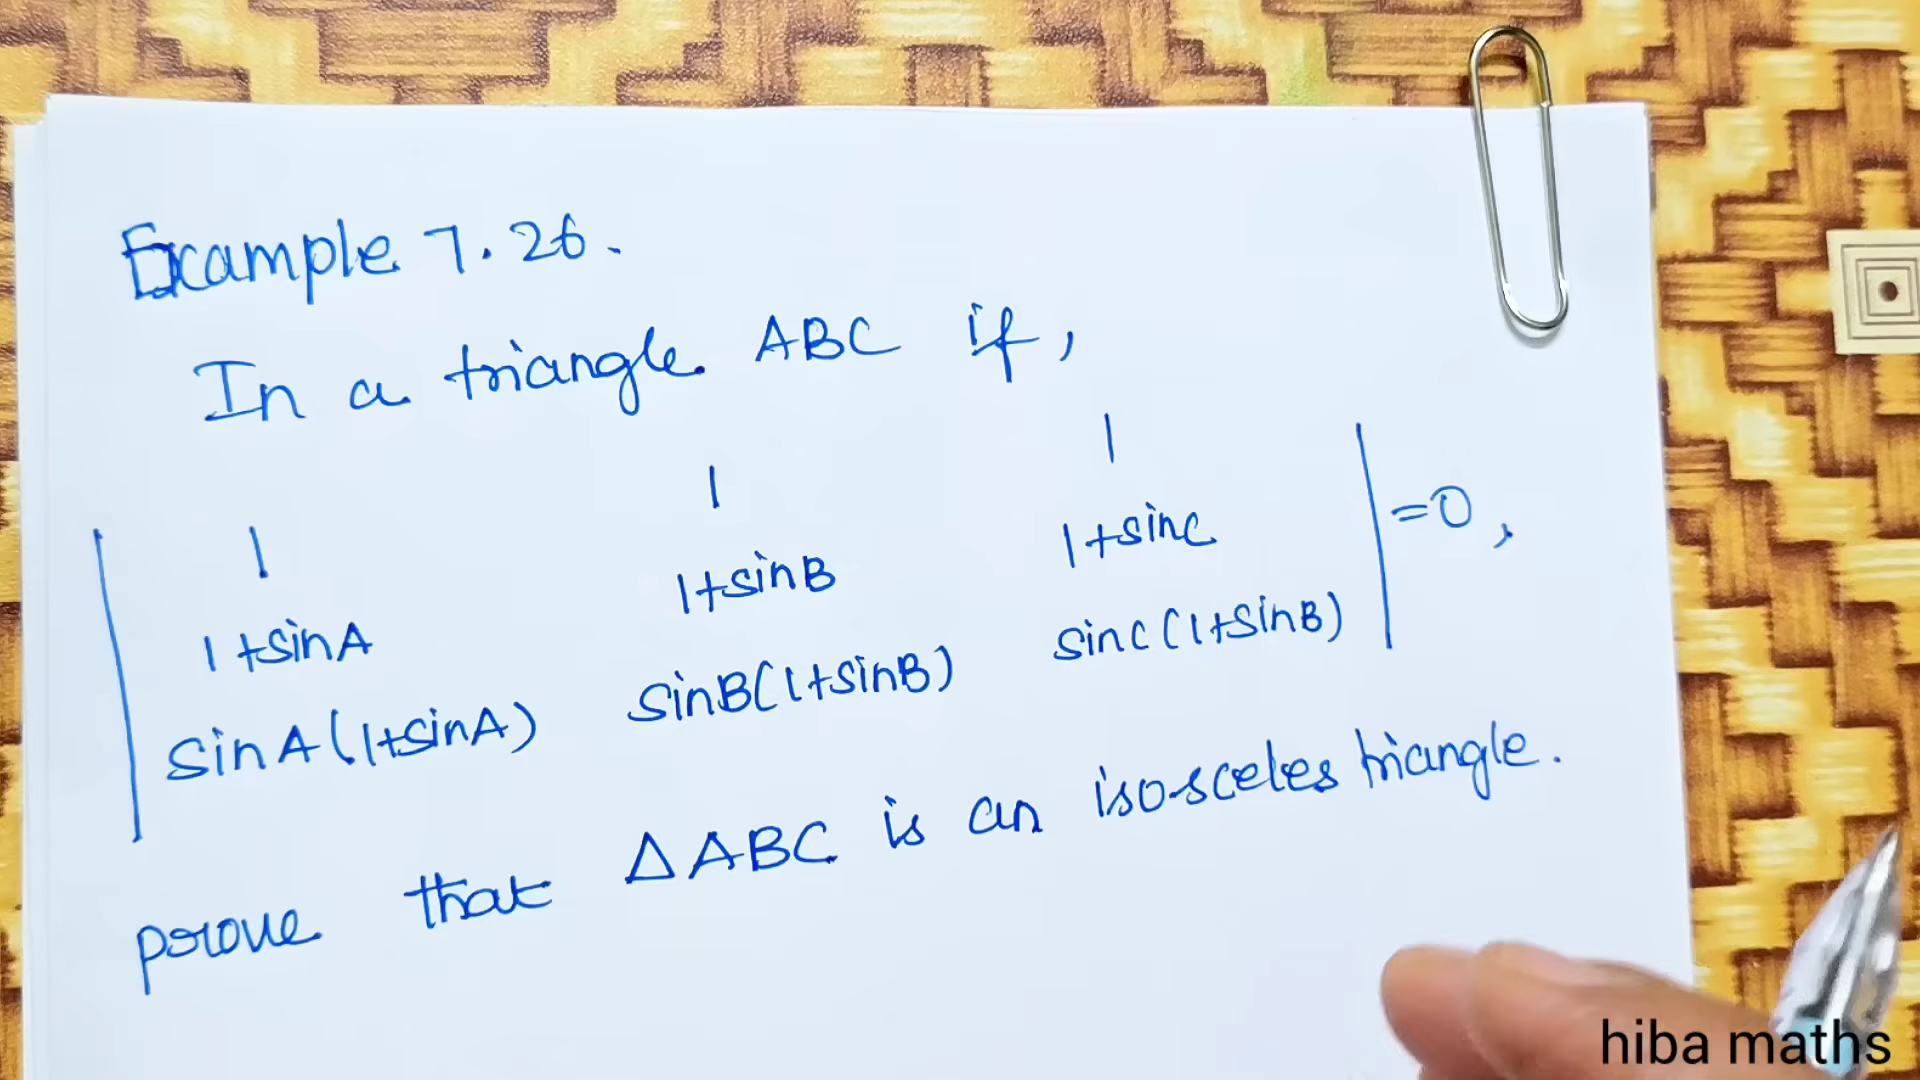 Example 7.26.
In a triangle ABC if,
| 1 1 1 |
| 1+sinA 1+sinB 1+sinC | =0,
| sinA(1+sinA) sinB(1+sinB) sinC(1+sinB) |
prove that △ABC is an isosceles triangle.
hiba maths